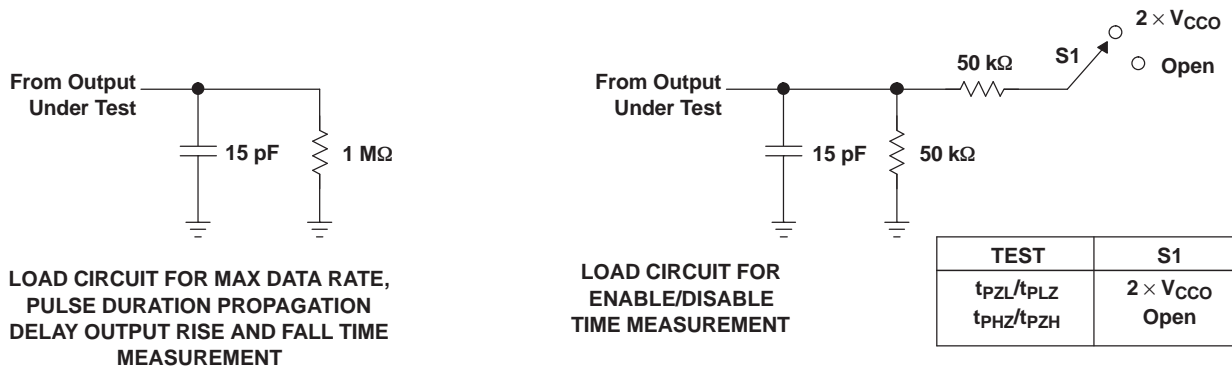 From Output
Under Test
15 pF
1 MΩ
LOAD CIRCUIT FOR MAX DATA RATE,
PULSE DURATION PROPAGATION
DELAY OUTPUT RISE AND FALL TIME
MEASUREMENT
From Output
Under Test
15 pF
50 kΩ
50 kΩ
S1
2 × VCCO
Open
LOAD CIRCUIT FOR
ENABLE/DISABLE
TIME MEASUREMENT
TEST S1
tPZL/tPLZ 2 × VCCO
tPHZ/tPZH Open